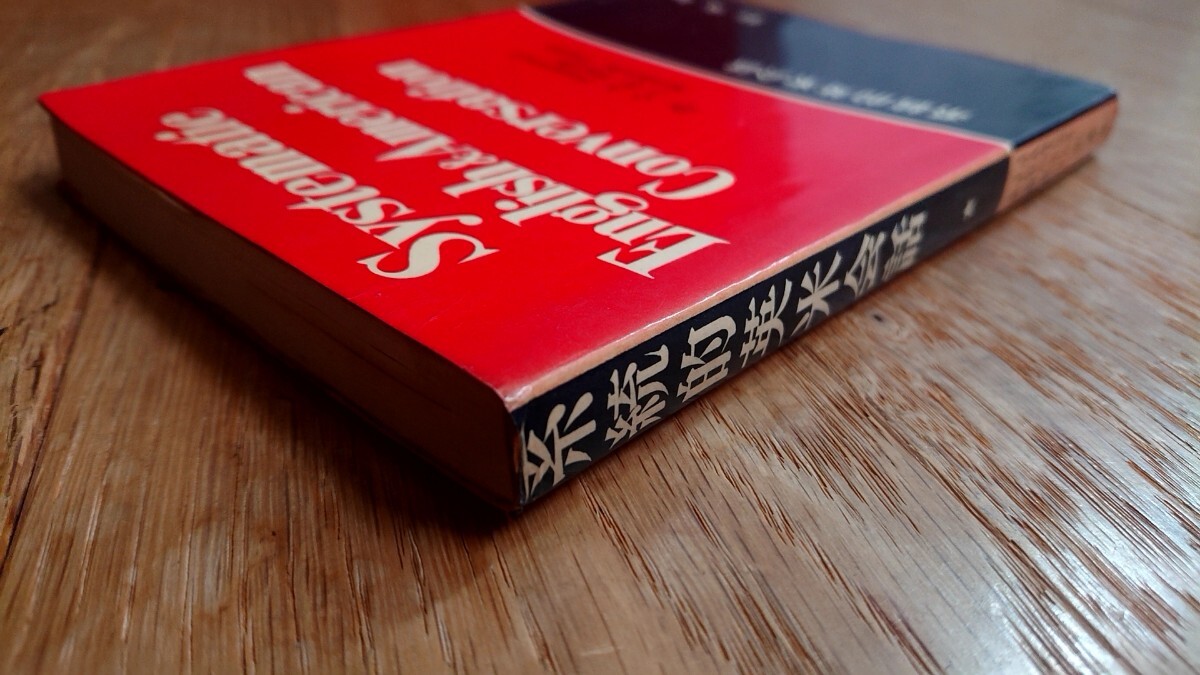 Systematic
English & American
Conversation
系統的英米会話